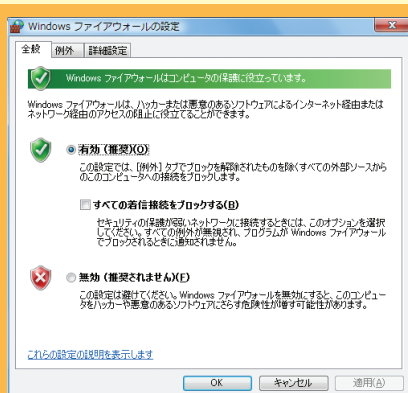 Windows ファイアウォールの設定
全般 例外 詳細設定
Windows ファイアウォールはコンピュータの保護に役立っています。
Windows ファイアウォールは、ハッカーまたは悪意のあるソフトウェアによるインターネット経由または
ネットワーク経由のアクセスの阻止に役立てることができます。
有効 (推奨)(O)
この設定では、[例外] タブでブロックを解除されたものを除くすべての外部ソースから
のこのコンピュータへの接続をブロックします。
すべての着信接続をブロックする(B)
セキュリティの保護が弱いネットワークに接続するときには、このオプションを選択
してください。すべての例外が無視され、プログラムが Windows ファイアウォール
でブロックされるときに通知されません。
無効 (推奨されません)(F)
この設定は避けてください。Windows ファイアウォールを無効にすると、このコンピュー
タをハッカーや悪意のあるソフトウェアにさらす危険性が増す可能性があります。
これらの設定の説明を表示します
OK キャンセル 適用(A)